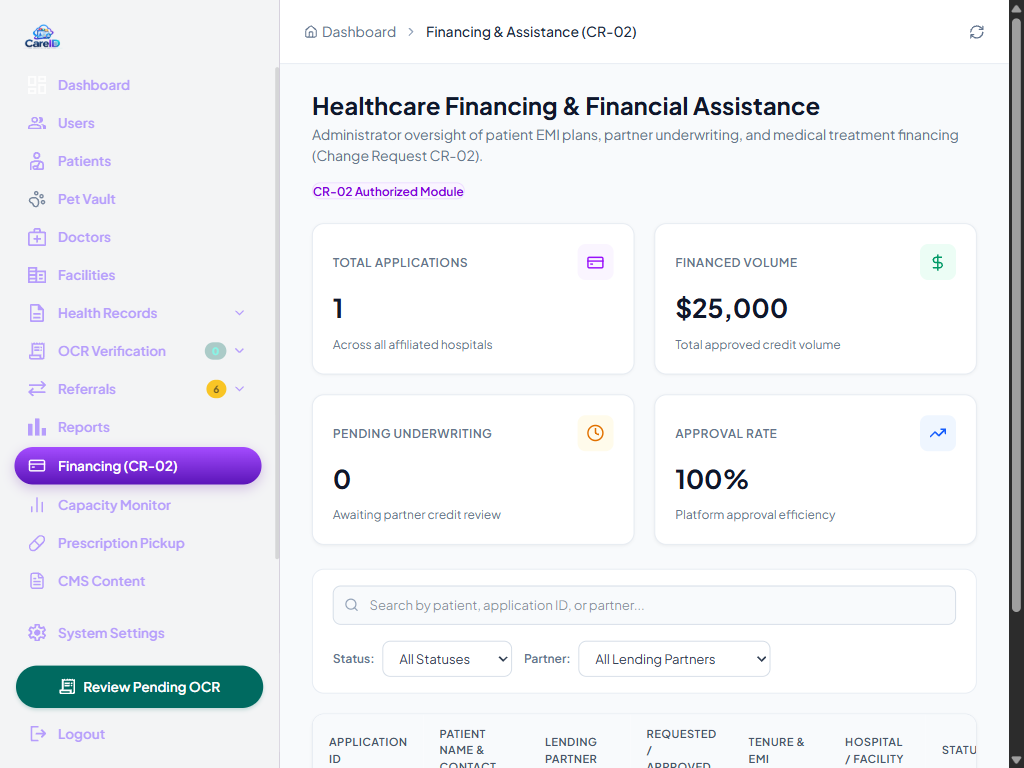 CareID
Dashboard
Users
Patients
Pet Vault
Doctors
Facilities
Health Records
OCR Verification 0
Referrals 6
Reports
Financing (CR-02)
Capacity Monitor
Prescription Pickup
CMS Content
System Settings
Review Pending OCR
Logout
Dashboard > Financing & Assistance (CR-02)
Healthcare Financing & Financial Assistance
Administrator oversight of patient EMI plans, partner underwriting, and medical treatment financing
(Change Request CR-02).
CR-02 Authorized Module
TOTAL APPLICATIONS
1
Across all affiliated hospitals
FINANCED VOLUME
$25,000
Total approved credit volume
PENDING UNDERWRITING
0
Awaiting partner credit review
APPROVAL RATE
100%
Platform approval efficiency
Search by patient, application ID, or partner...
Status: All Statuses Partner: All Lending Partners
APPLICATION
ID
PATIENT
NAME &
CONTACT
LENDING
PARTNER
REQUESTED
/
APPROVED
TENURE &
EMI
HOSPITAL
/ FACILITY
STATU